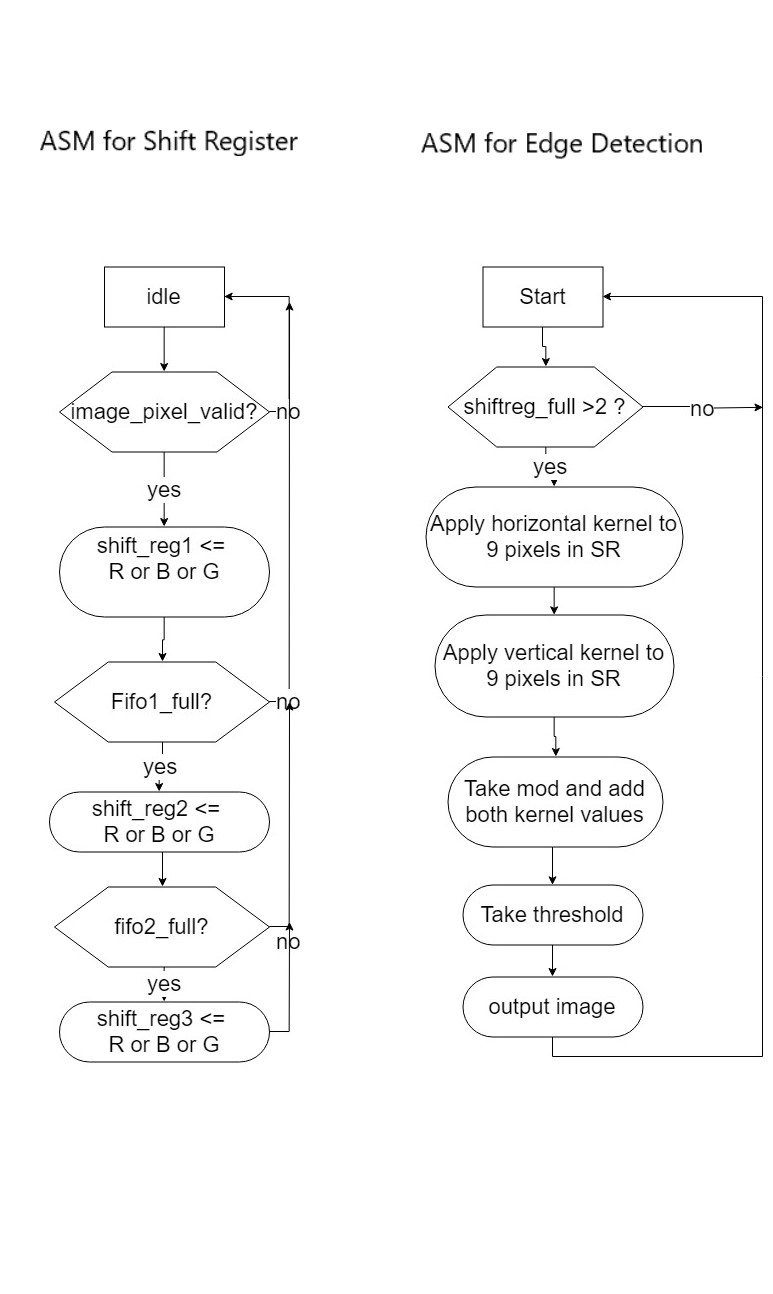 ASM for Shift Register
idle
image_pixel_valid?
no
yes
shift_reg1 <=
R or B or G
Fifo1_full?
no
yes
shift_reg2 <=
R or B or G
fifo2_full?
no
yes
shift_reg3 <=
R or B or G
ASM for Edge Detection
Start
shiftreg_full >2 ?
no
yes
Apply horizontal kernel to
9 pixels in SR
Apply vertical kernel to
9 pixels in SR
Take mod and add
both kernel values
Take threshold
output image